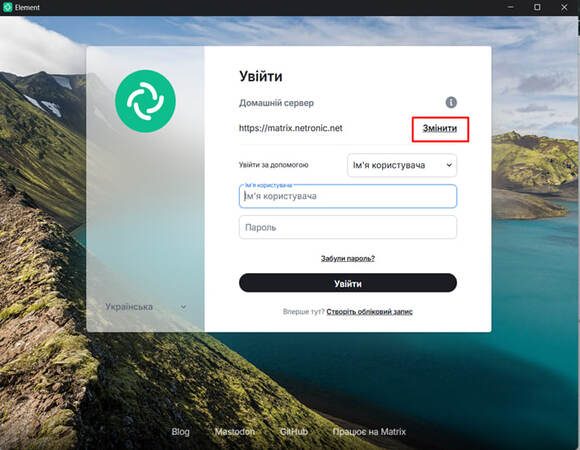 Element
Увійти
Домашній сервер
https://matrix.netronic.net
Змінити
Увійти за допомогою
Ім'я користувача
Ім'я користувача
Ім'я користувача
Пароль
Забули пароль?
Увійти
Вперше тут? Створіть обліковий запис
Українська
Blog Mastodon GitHub Працює на Matrix